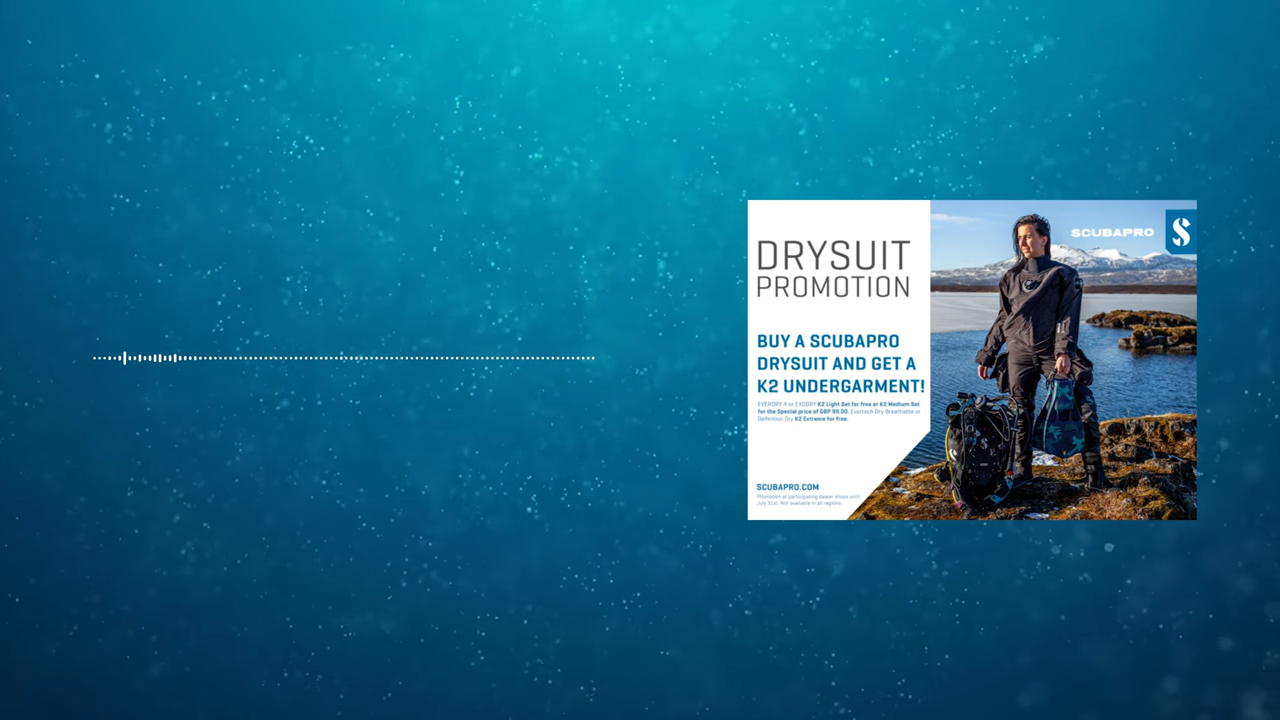 DRYSUIT
PROMOTION
BUY A SCUBAPRO
DRYSUIT AND GET A
K2 UNDERGARMENT!
EVERDRY 4 or EXODRY K2 Light Set for free or K2 Medium Set
for the Special price of GBP 99.00. Evertech Dry Breathable or
Definition Dry K2 Extreme for free.
SCUBAPRO.COM
Promotion at participating dealer shops until
July 31st. Not available in all regions.
SCUBAPRO
S